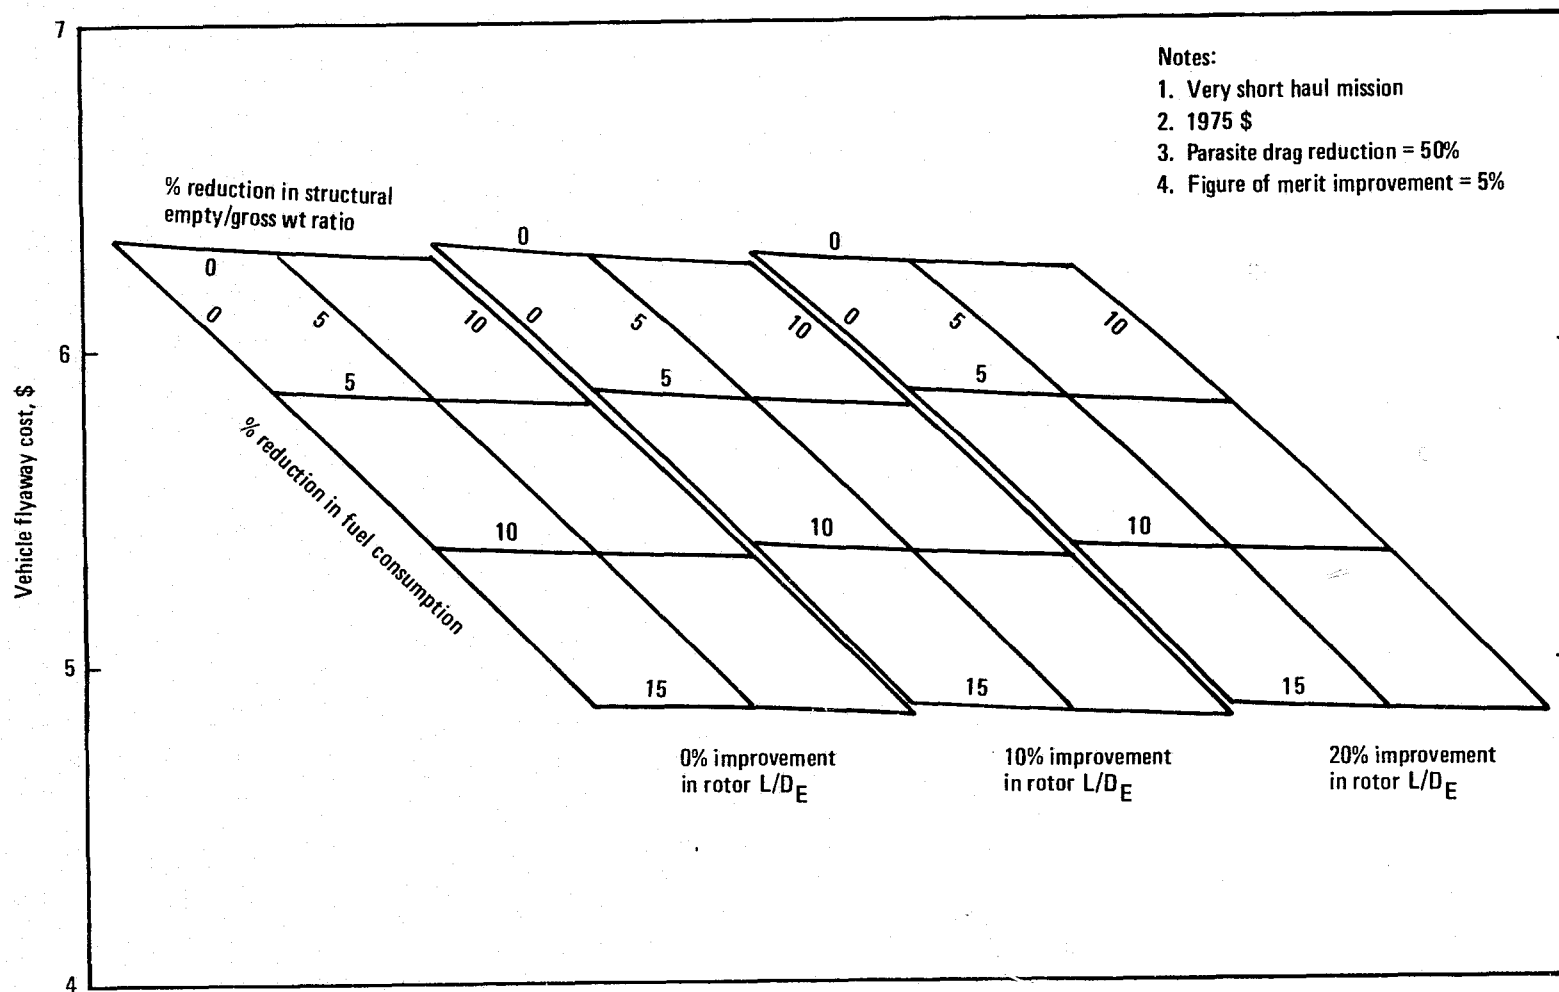 7
Notes:
1. Very short haul mission
2. 1975 $
3. Parasite drag reduction = 50%
4. Figure of merit improvement = 5%
% reduction in structural
empty/gross wt ratio
0 0 0
0 5 10 0 5 10 0 5 10
6
5 5 5
Vehicle flyaway cost, $
% reduction in fuel consumption
10 10 10
5
15 15 15
0% improvement
in rotor L/DE
10% improvement
in rotor L/DE
20% improvement
in rotor L/DE
4